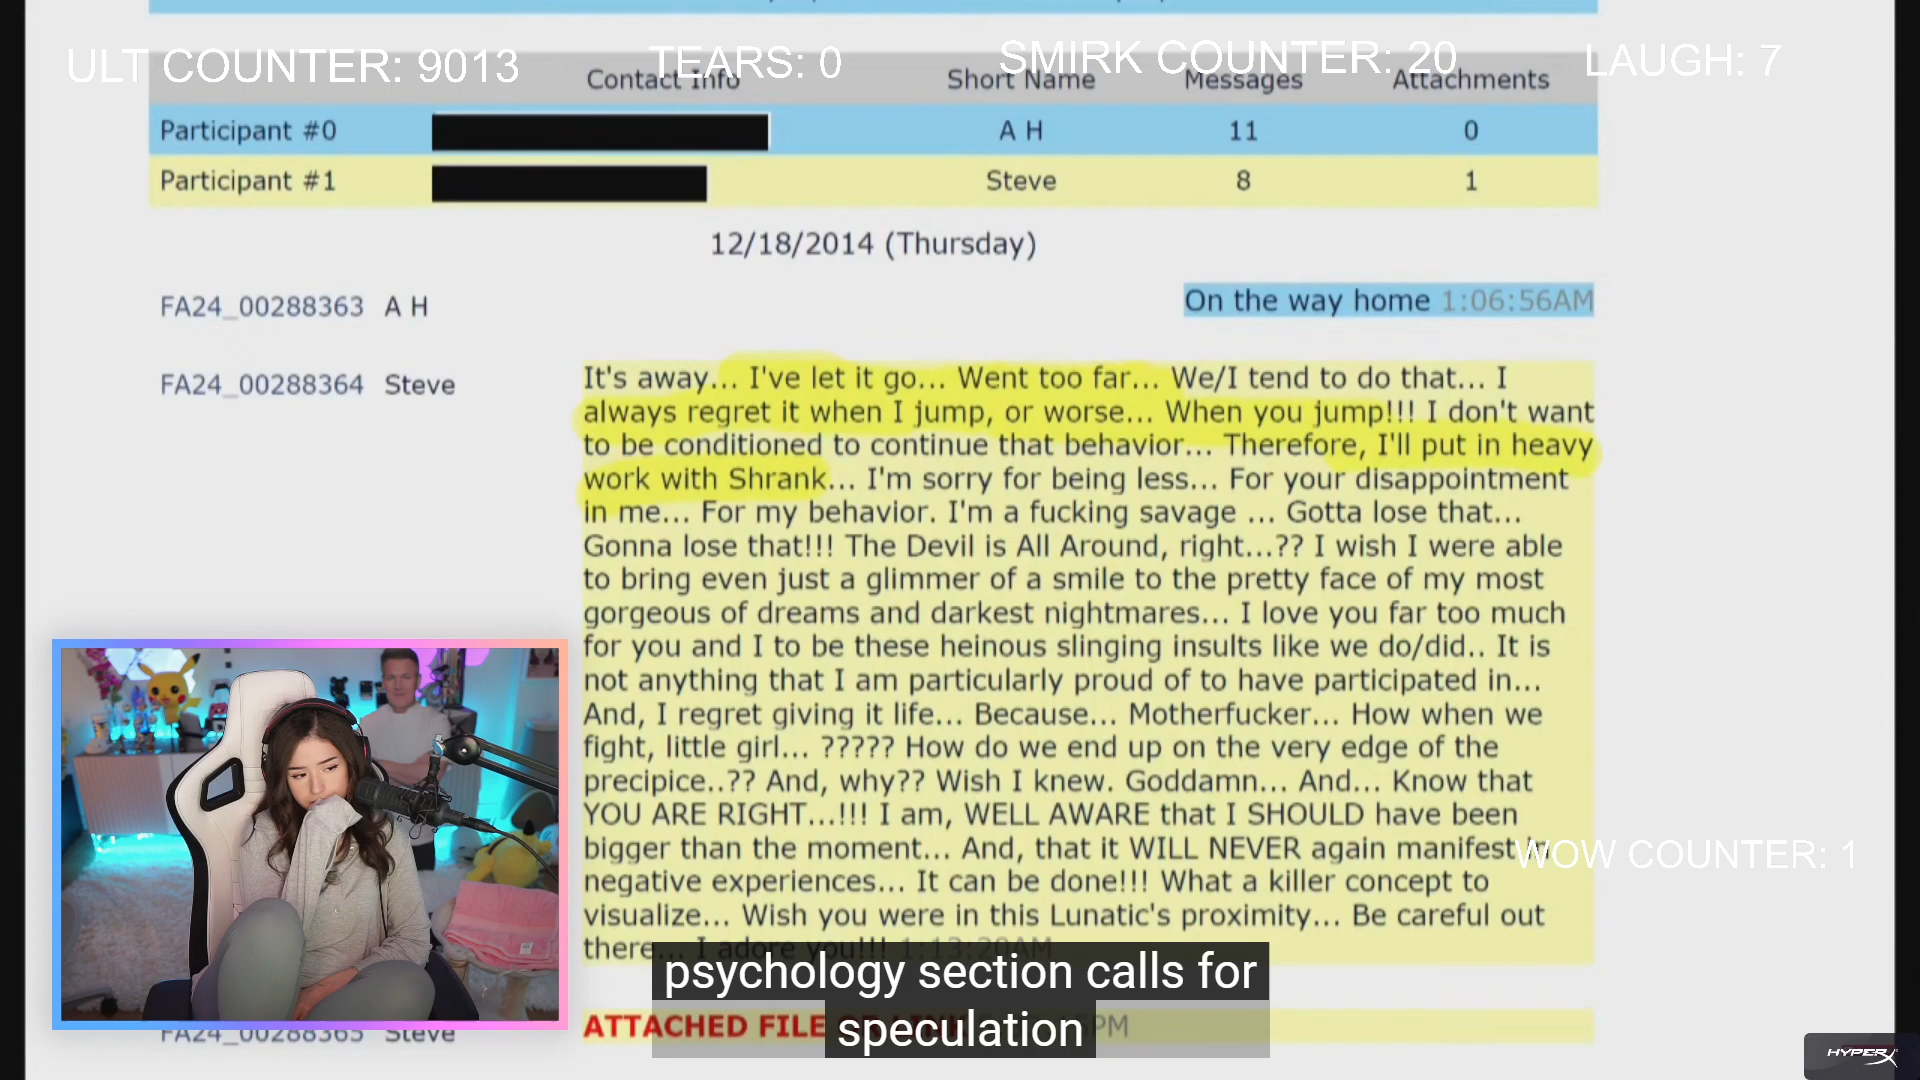 ULT COUNTER: 9013 TEARS: 0 SMIRK COUNTER: 20 LAUGH: 7
Contact Info Short Name Messages Attachments
Participant #0 A H 11 0
Participant #1 Steve 8 1
12/18/2014 (Thursday)
FA24_00288363 A H On the way home 1:06:56AM
FA24_00288364 Steve
It's away... I've let it go... Went too far... We/I tend to do that... I
always regret it when I jump, or worse... When you jump!!! I don't want
to be conditioned to continue that behavior... Therefore, I'll put in heavy
work with Shrank... I'm sorry for being less... For your disappointment
in me... For my behavior. I'm a fucking savage ... Gotta lose that...
Gonna lose that!!! The Devil is All Around, right...?? I wish I were able
to bring even just a glimmer of a smile to the pretty face of my most
gorgeous of dreams and darkest nightmares... I love you far too much
for you and I to be these heinous slinging insults like we do/did.. It is
not anything that I am particularly proud of to have participated in...
And, I regret giving it life... Because... Motherfucker... How when we
fight, little girl... ????? How do we end up on the very edge of the
precipice..?? And, why?? Wish I knew. Goddamn... And... Know that
YOU ARE RIGHT...!!! I am, WELL AWARE that I SHOULD have been
bigger than the moment... And, that it WILL NEVER again manifest in
WOW COUNTER: 1
negative experiences... It can be done!!! What a killer concept to
visualize... Wish you were in this Lunatic's proximity... Be careful out
there... I adore you!!! 1:13:20AM
psychology section calls for
speculation
FA24_00288365 Steve
ATTACHED FILE PM
HYPERX